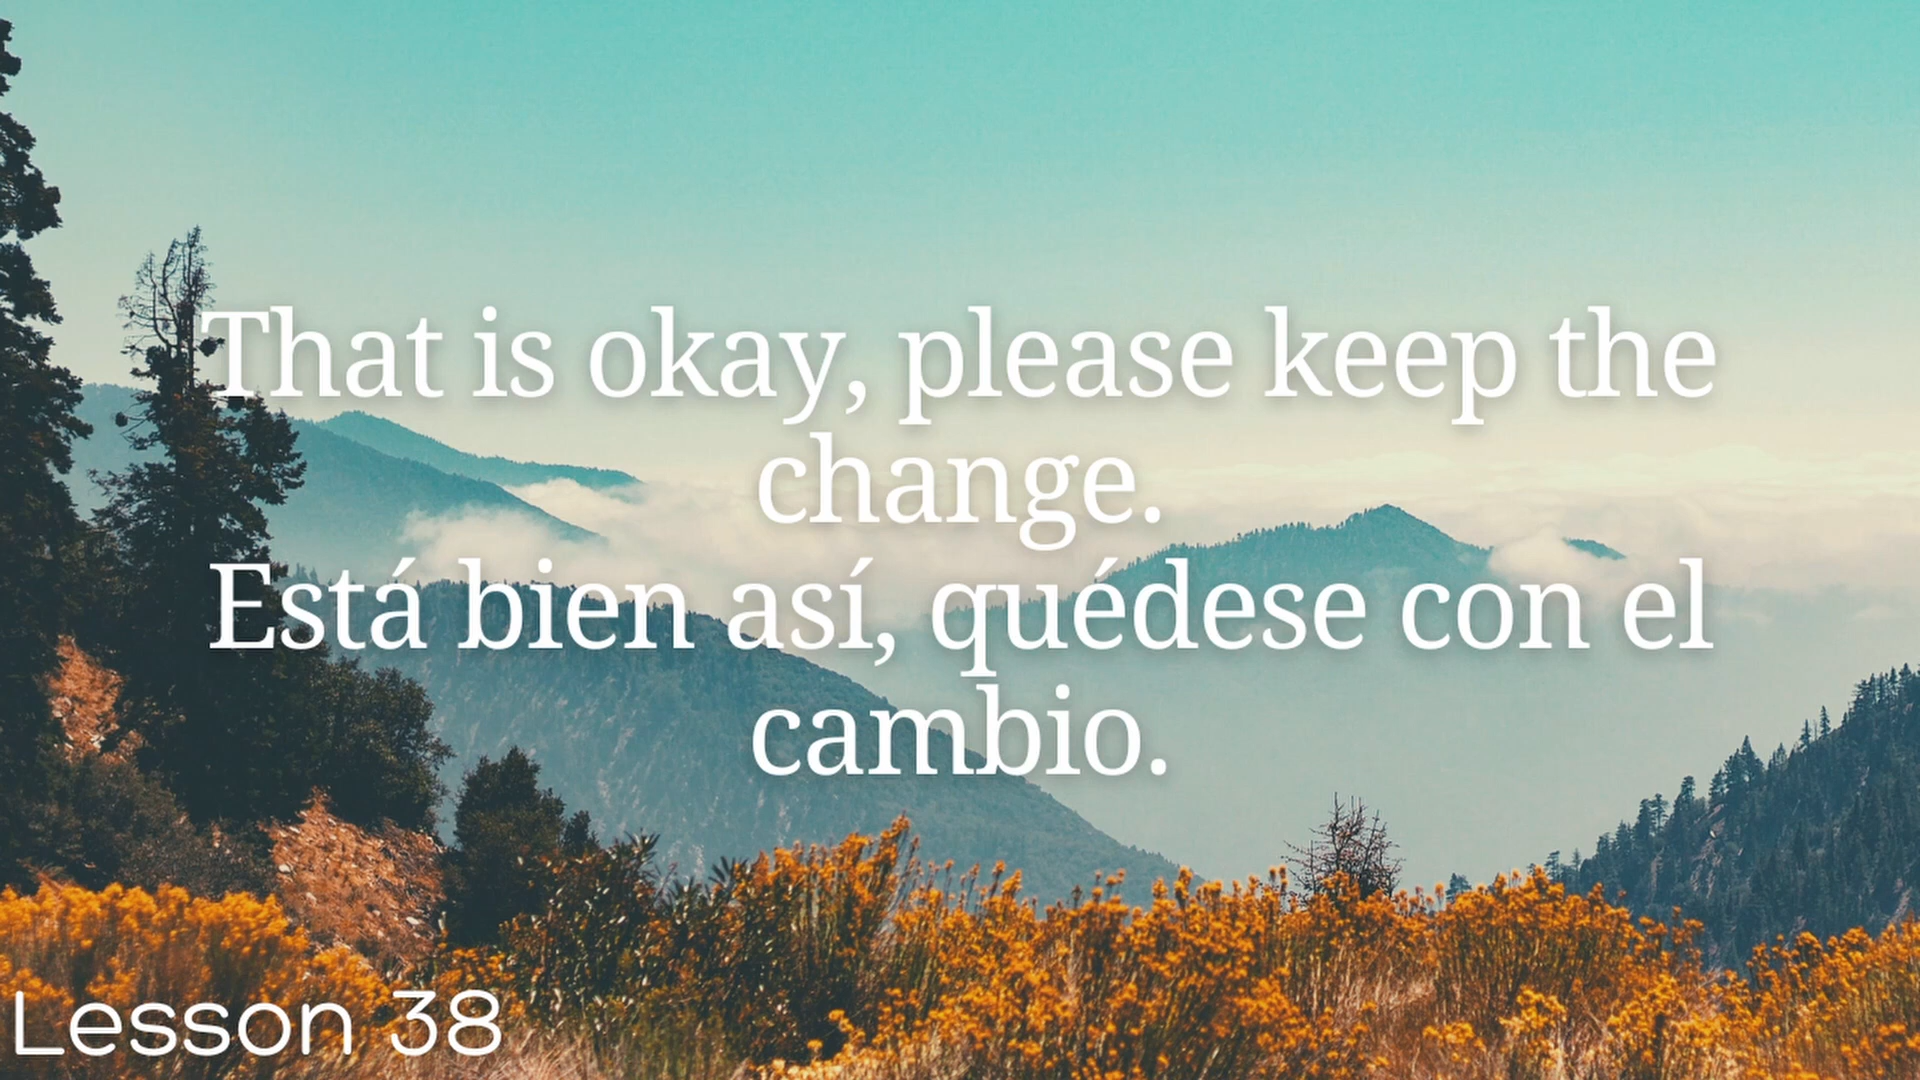 That is okay, please keep the
change.
Está bien así, quédese con el
cambio.
Lesson 38